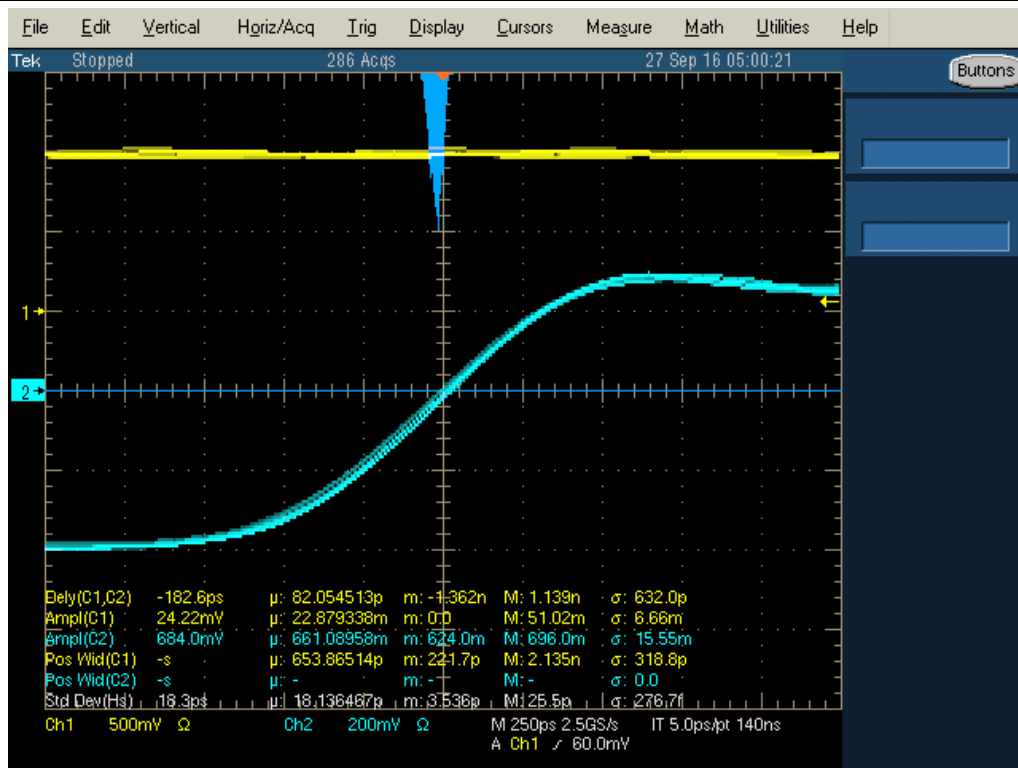 File Edit Vertical Horiz/Acq Trig Display Cursors Measure Math Utilities Help
Tek Stopped 286 Acqs 27 Sep 16 05:00:21
Buttons
1
2
Dely(C1,C2) -182.6ps µ: 82.054513p m: -1.362n M: 1.139n σ: 632.0p
Ampl(C1) 24.22mV µ: 22.879338m m: 0.0 M: 51.02m σ: 6.66m
Ampl(C2) 684.0mV µ: 661.08958m m: 624.0m M: 696.0m σ: 15.55m
Pos Wid(C1) -s µ: 653.86514p m: 221.7p M: 2.135n σ: 318.8p
Pos Wid(C2) -s µ: - m: - M: - σ: 0.0
Std Dev(Hs) 18.3ps µ: 18.136467p m: 3.536p M: 25.5p σ: 276.7f
Ch1 500mV Ω Ch2 200mV Ω M 250ps 2.5GS/s IT 5.0ps/pt 140ns
A Ch1 60.0mV